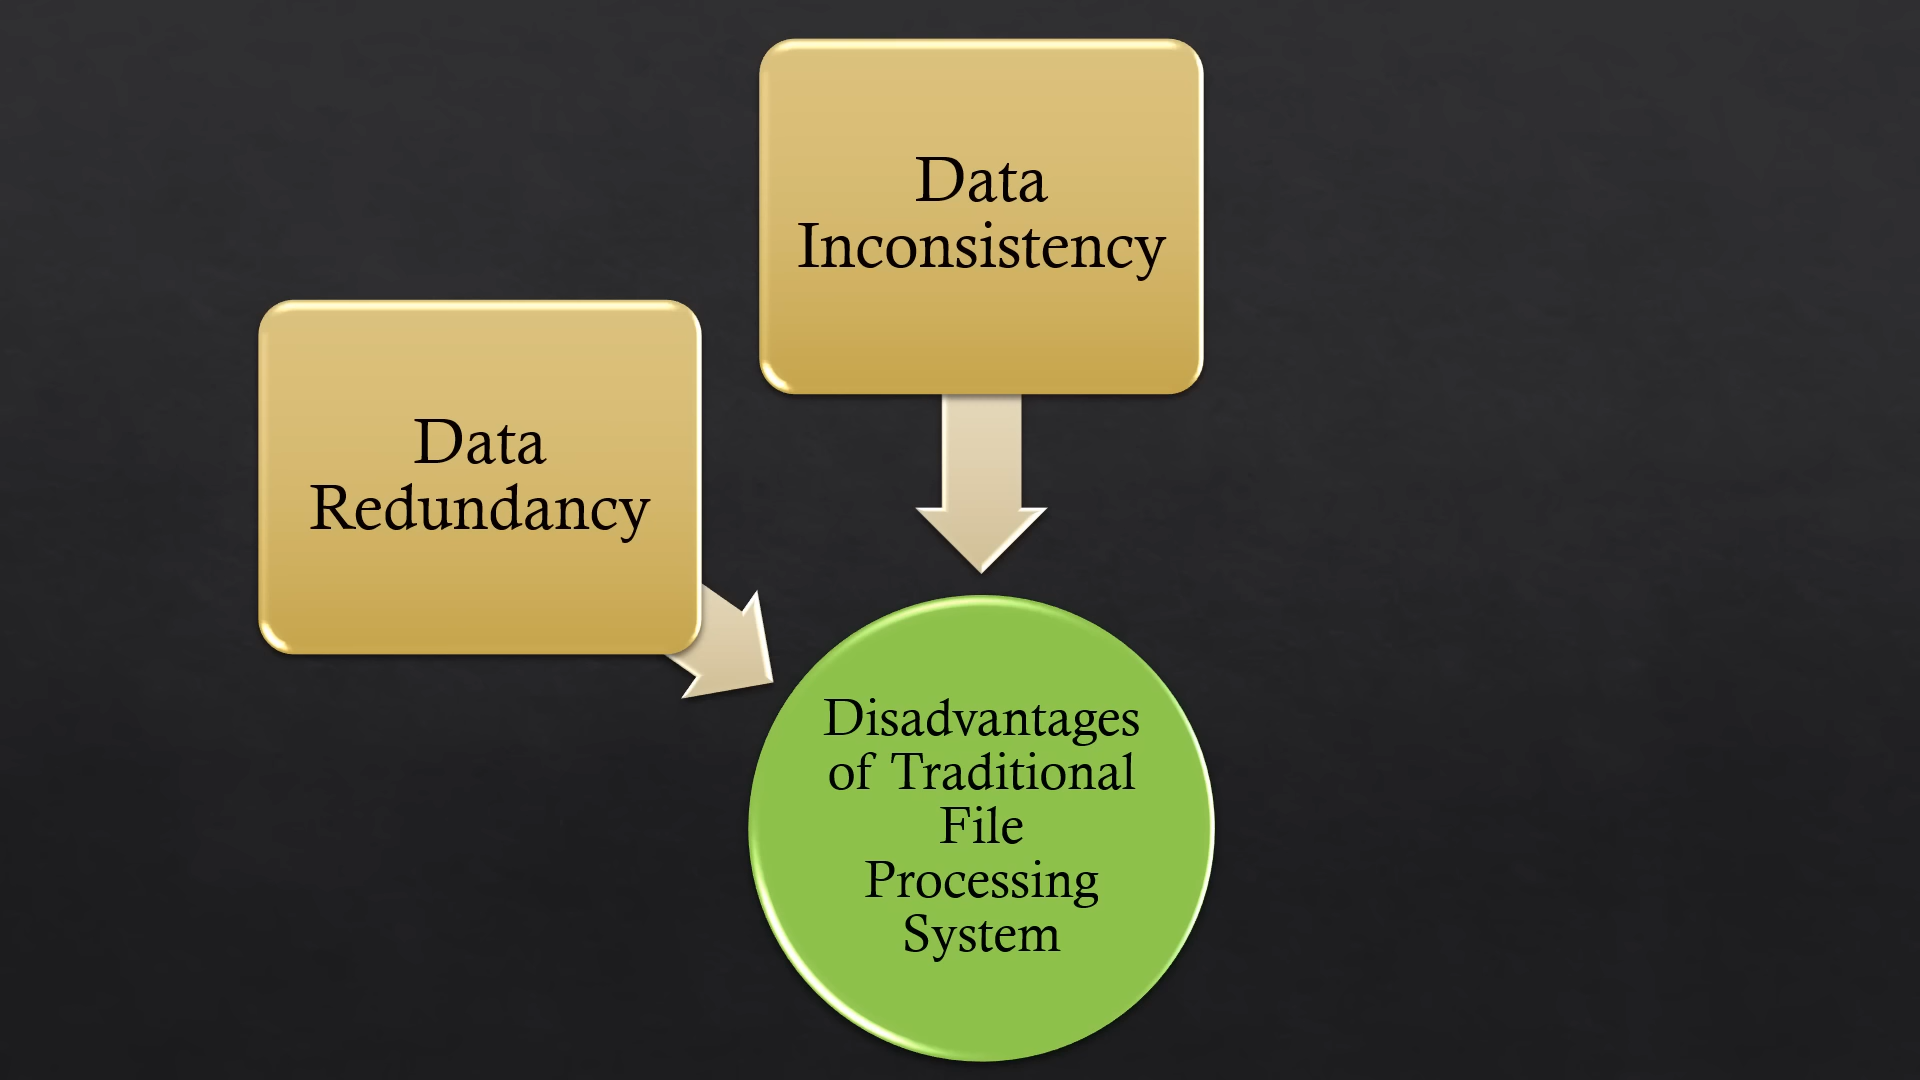 Data
Inconsistency
Data
Redundancy
Disadvantages
of Traditional
File
Processing
System